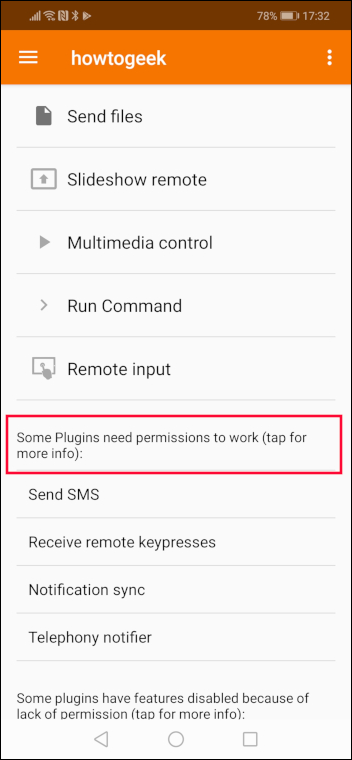 78% 17:32
howtogeek
Send files
Slideshow remote
Multimedia control
Run Command
Remote input
Some Plugins need permissions to work (tap for
more info):
Send SMS
Receive remote keypresses
Notification sync
Telephony notifier
Some plugins have features disabled because of
lack of permission (tap for more info):